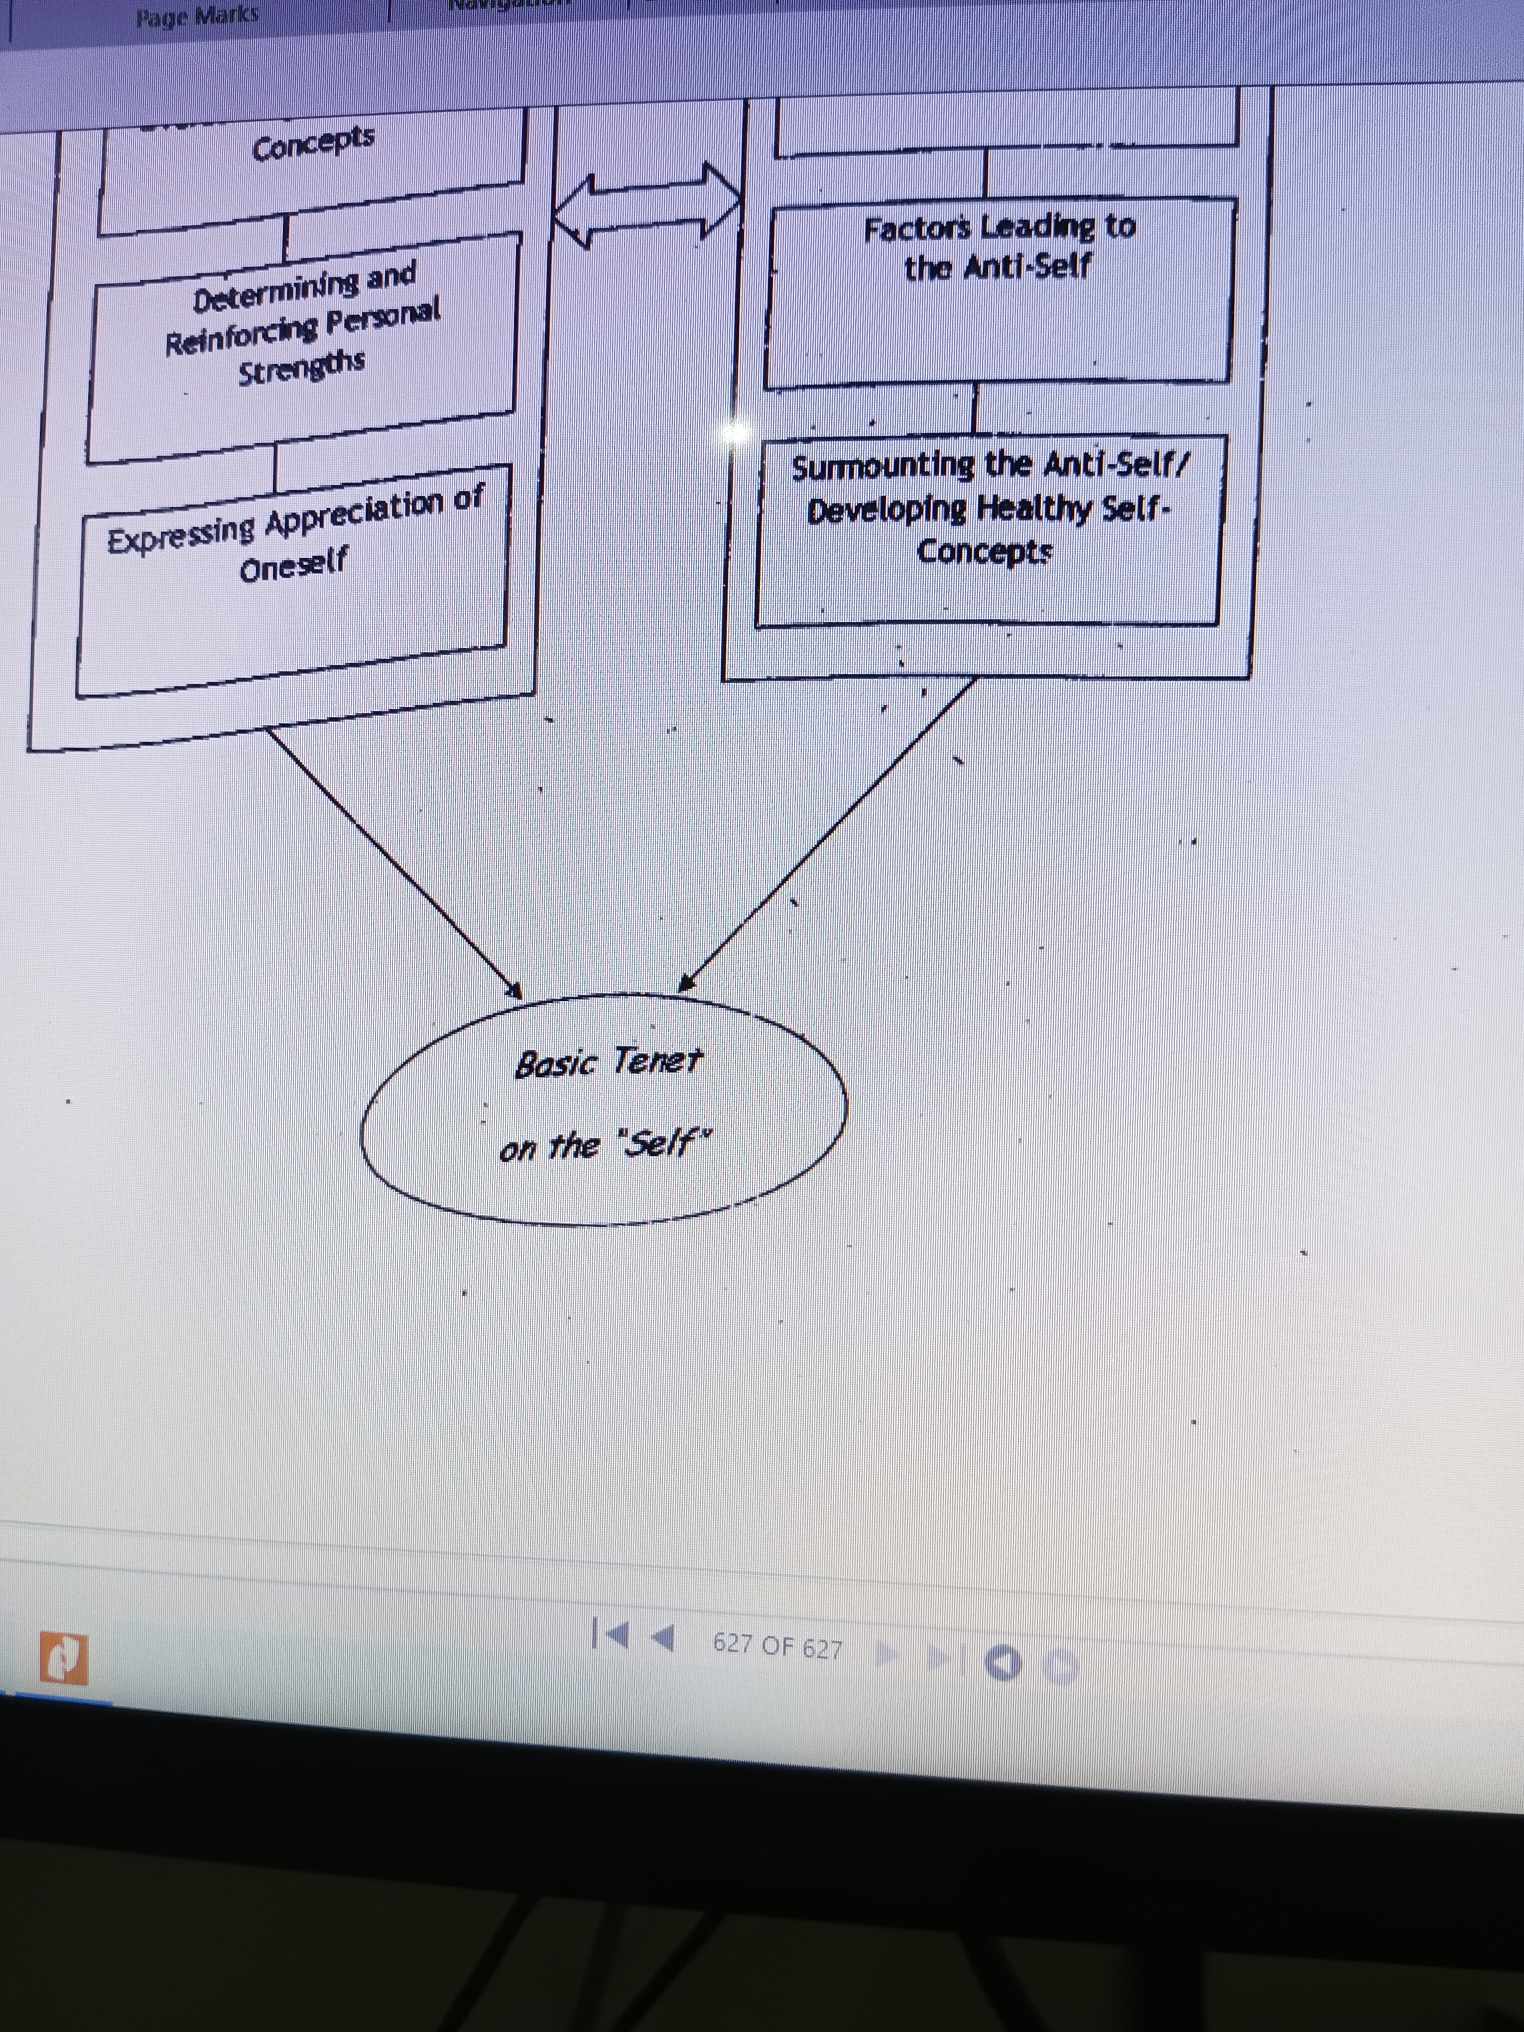 Page Marks
Navigation
Concepts
Determining and
Reinforcing Personal
Strengths
Expressing Appreciation of
Oneself
Factors Leading to
the Anti-Self
Surmounting the Anti-Self/
Developing Healthy Self-
Concepts
Basic Tenet
on the "Self"
627 OF 627